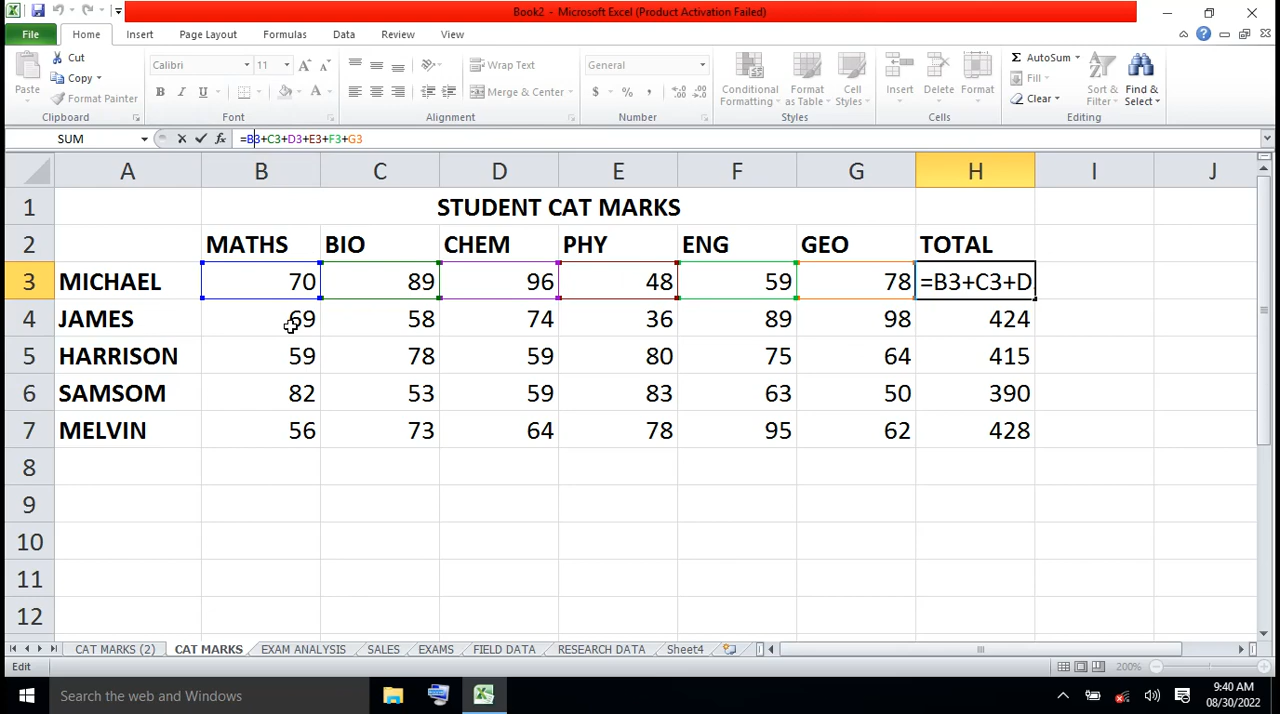 Book2 - Microsoft Excel (Product Activation Failed)
File Home Insert Page Layout Formulas Data Review View
Paste Cut Copy Format Painter Clipboard
Calibri 11 A A B I U A Font
Wrap Text Merge & Center Alignment
General $ % , Number
Conditional Formatting Format as Table Cell Styles Styles
Insert Delete Format Cells
Σ AutoSum Fill Clear Sort & Filter Find & Select Editing
SUM fx =B3+C3+D3+E3+F3+G3
A B C D E F G H I J
1 STUDENT CAT MARKS
2 MATHS BIO CHEM PHY ENG GEO TOTAL
3 MICHAEL 70 89 96 48 59 78 =B3+C3+D
4 JAMES 69 58 74 36 89 98 424
5 HARRISON 59 78 59 80 75 64 415
6 SAMSOM 82 53 59 83 63 50 390
7 MELVIN 56 73 64 78 95 62 428
8
9
10
11
12
CAT MARKS (2) CAT MARKS EXAM ANALYSIS SALES EXAMS FIELD DATA RESEARCH DATA Sheet4
Edit 200%
Search the web and Windows 9:40 AM
08/30/2022